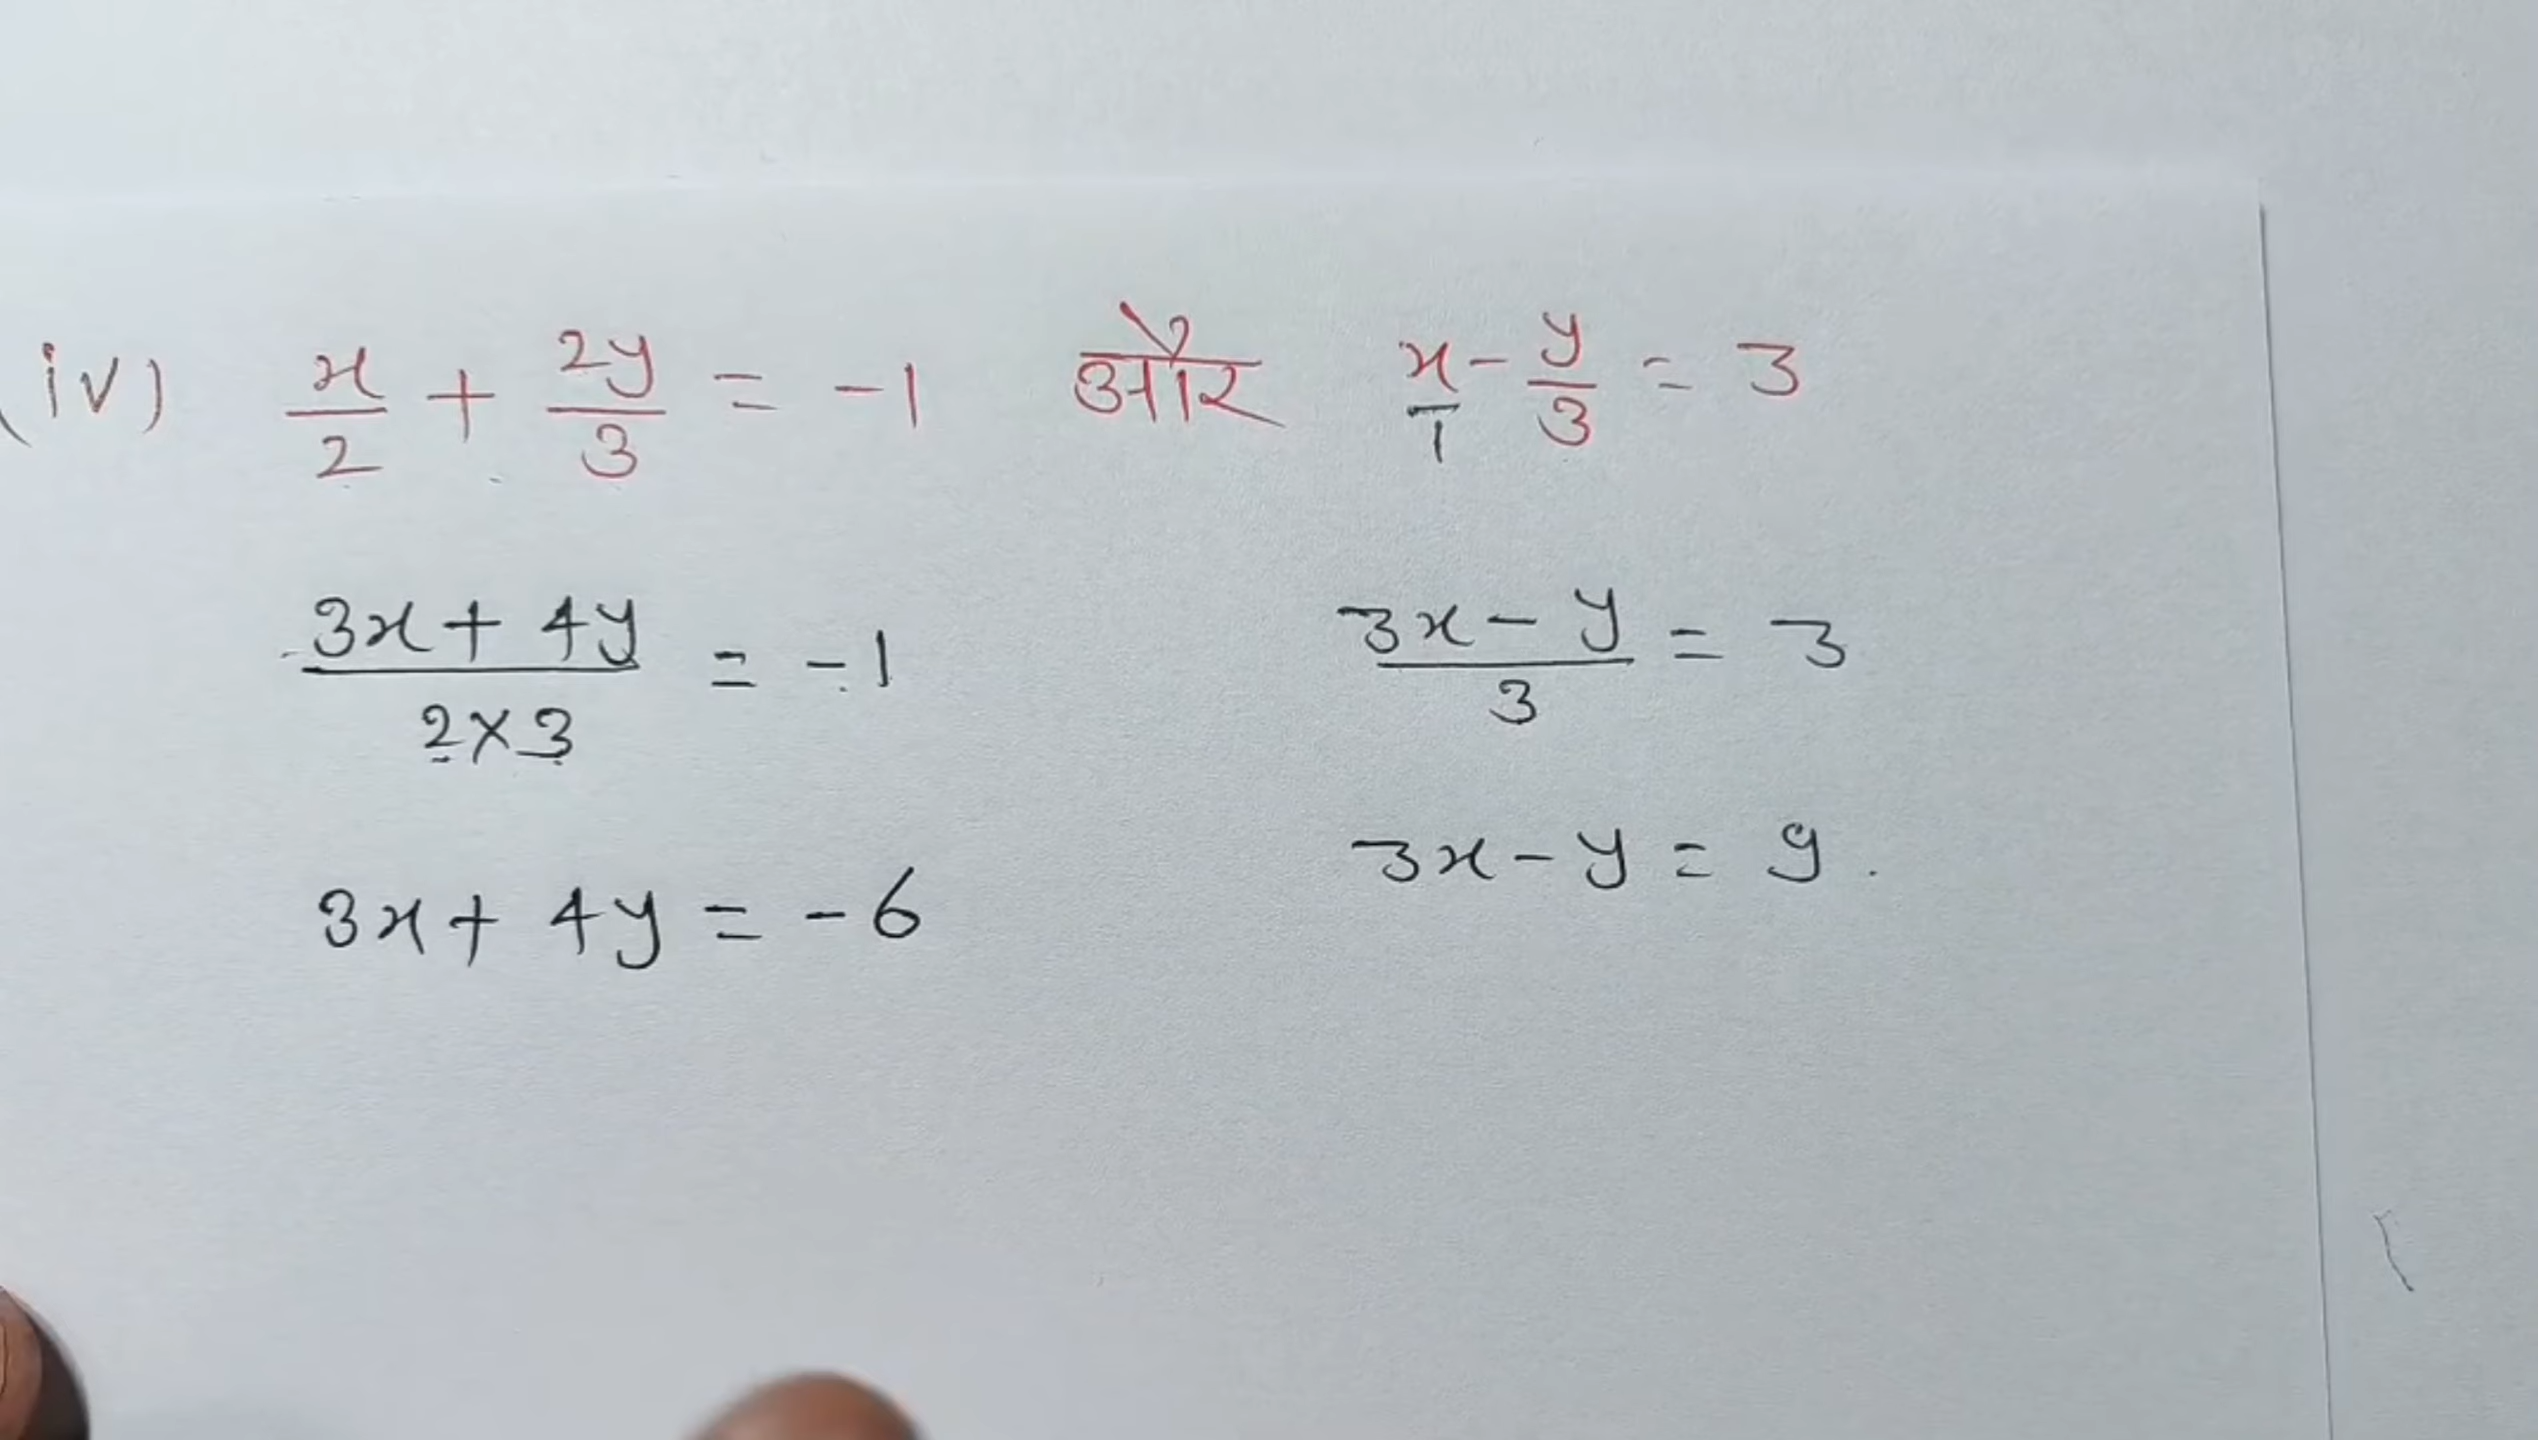 (iv) x/2 + 2y/3 = -1 और x/1 - y/3 = 3
3x + 4y / 2×3 = -1 3x - y / 3 = 3
3x + 4y = -6 3x - y = 9.